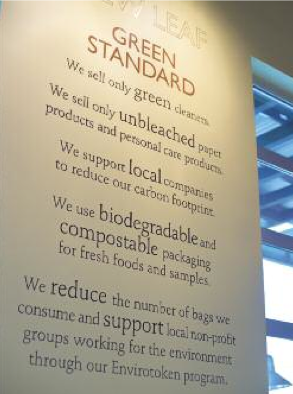 NEW LEAF
GREEN
STANDARD
We sell only green cleaners.
We sell only unbleached paper
products and personal care products.
We support local companies
to reduce our carbon footprint.
We use biodegradable and
compostable packaging
for fresh foods and samples.
We reduce the number of bags we
consume and support local non-profit
groups working for the environment
through our Envirotoken program.